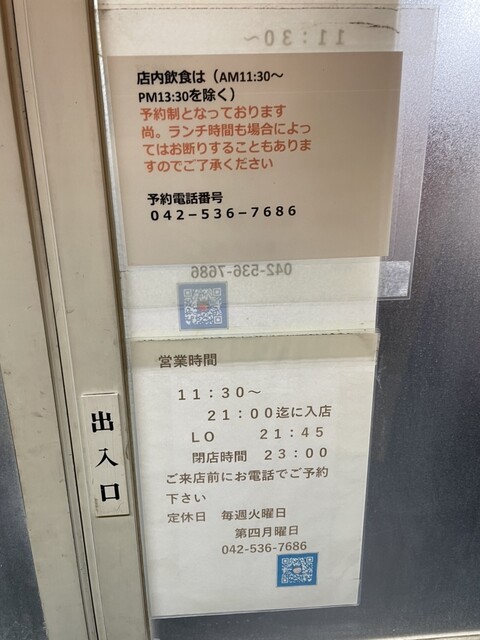 11:30～
店内飲食は（AM11:30～
PM13:30を除く）
予約制となっております
尚。ランチ時間も場合によっ
てはお断りすることもありま
すのでご了承ください
予約電話番号
０４２－５３６－７６８６
042-536-7686
営業時間
１１：３０～
２１：００迄に入店
ＬＯ　２１：４５
閉店時間　２３：００
ご来店前にお電話でご予約
下さい
定休日　毎週火曜日
第四月曜日
042-536-7686
出入口